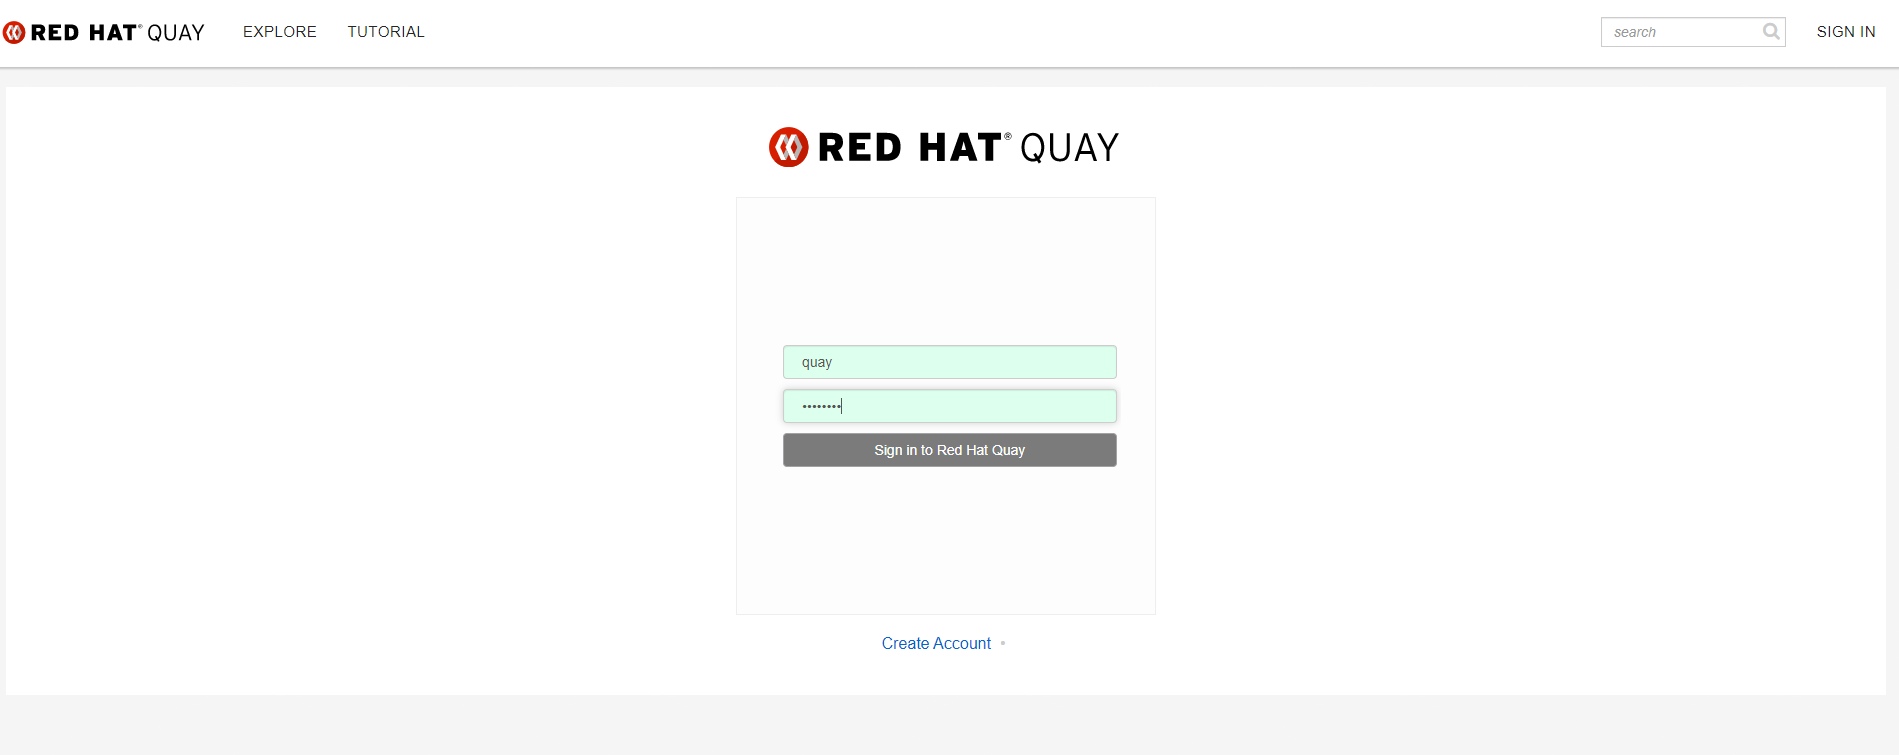 RED HAT® QUAY EXPLORE TUTORIAL search SIGN IN
RED HAT® QUAY
quay
••••••••
Sign in to Red Hat Quay
Create Account